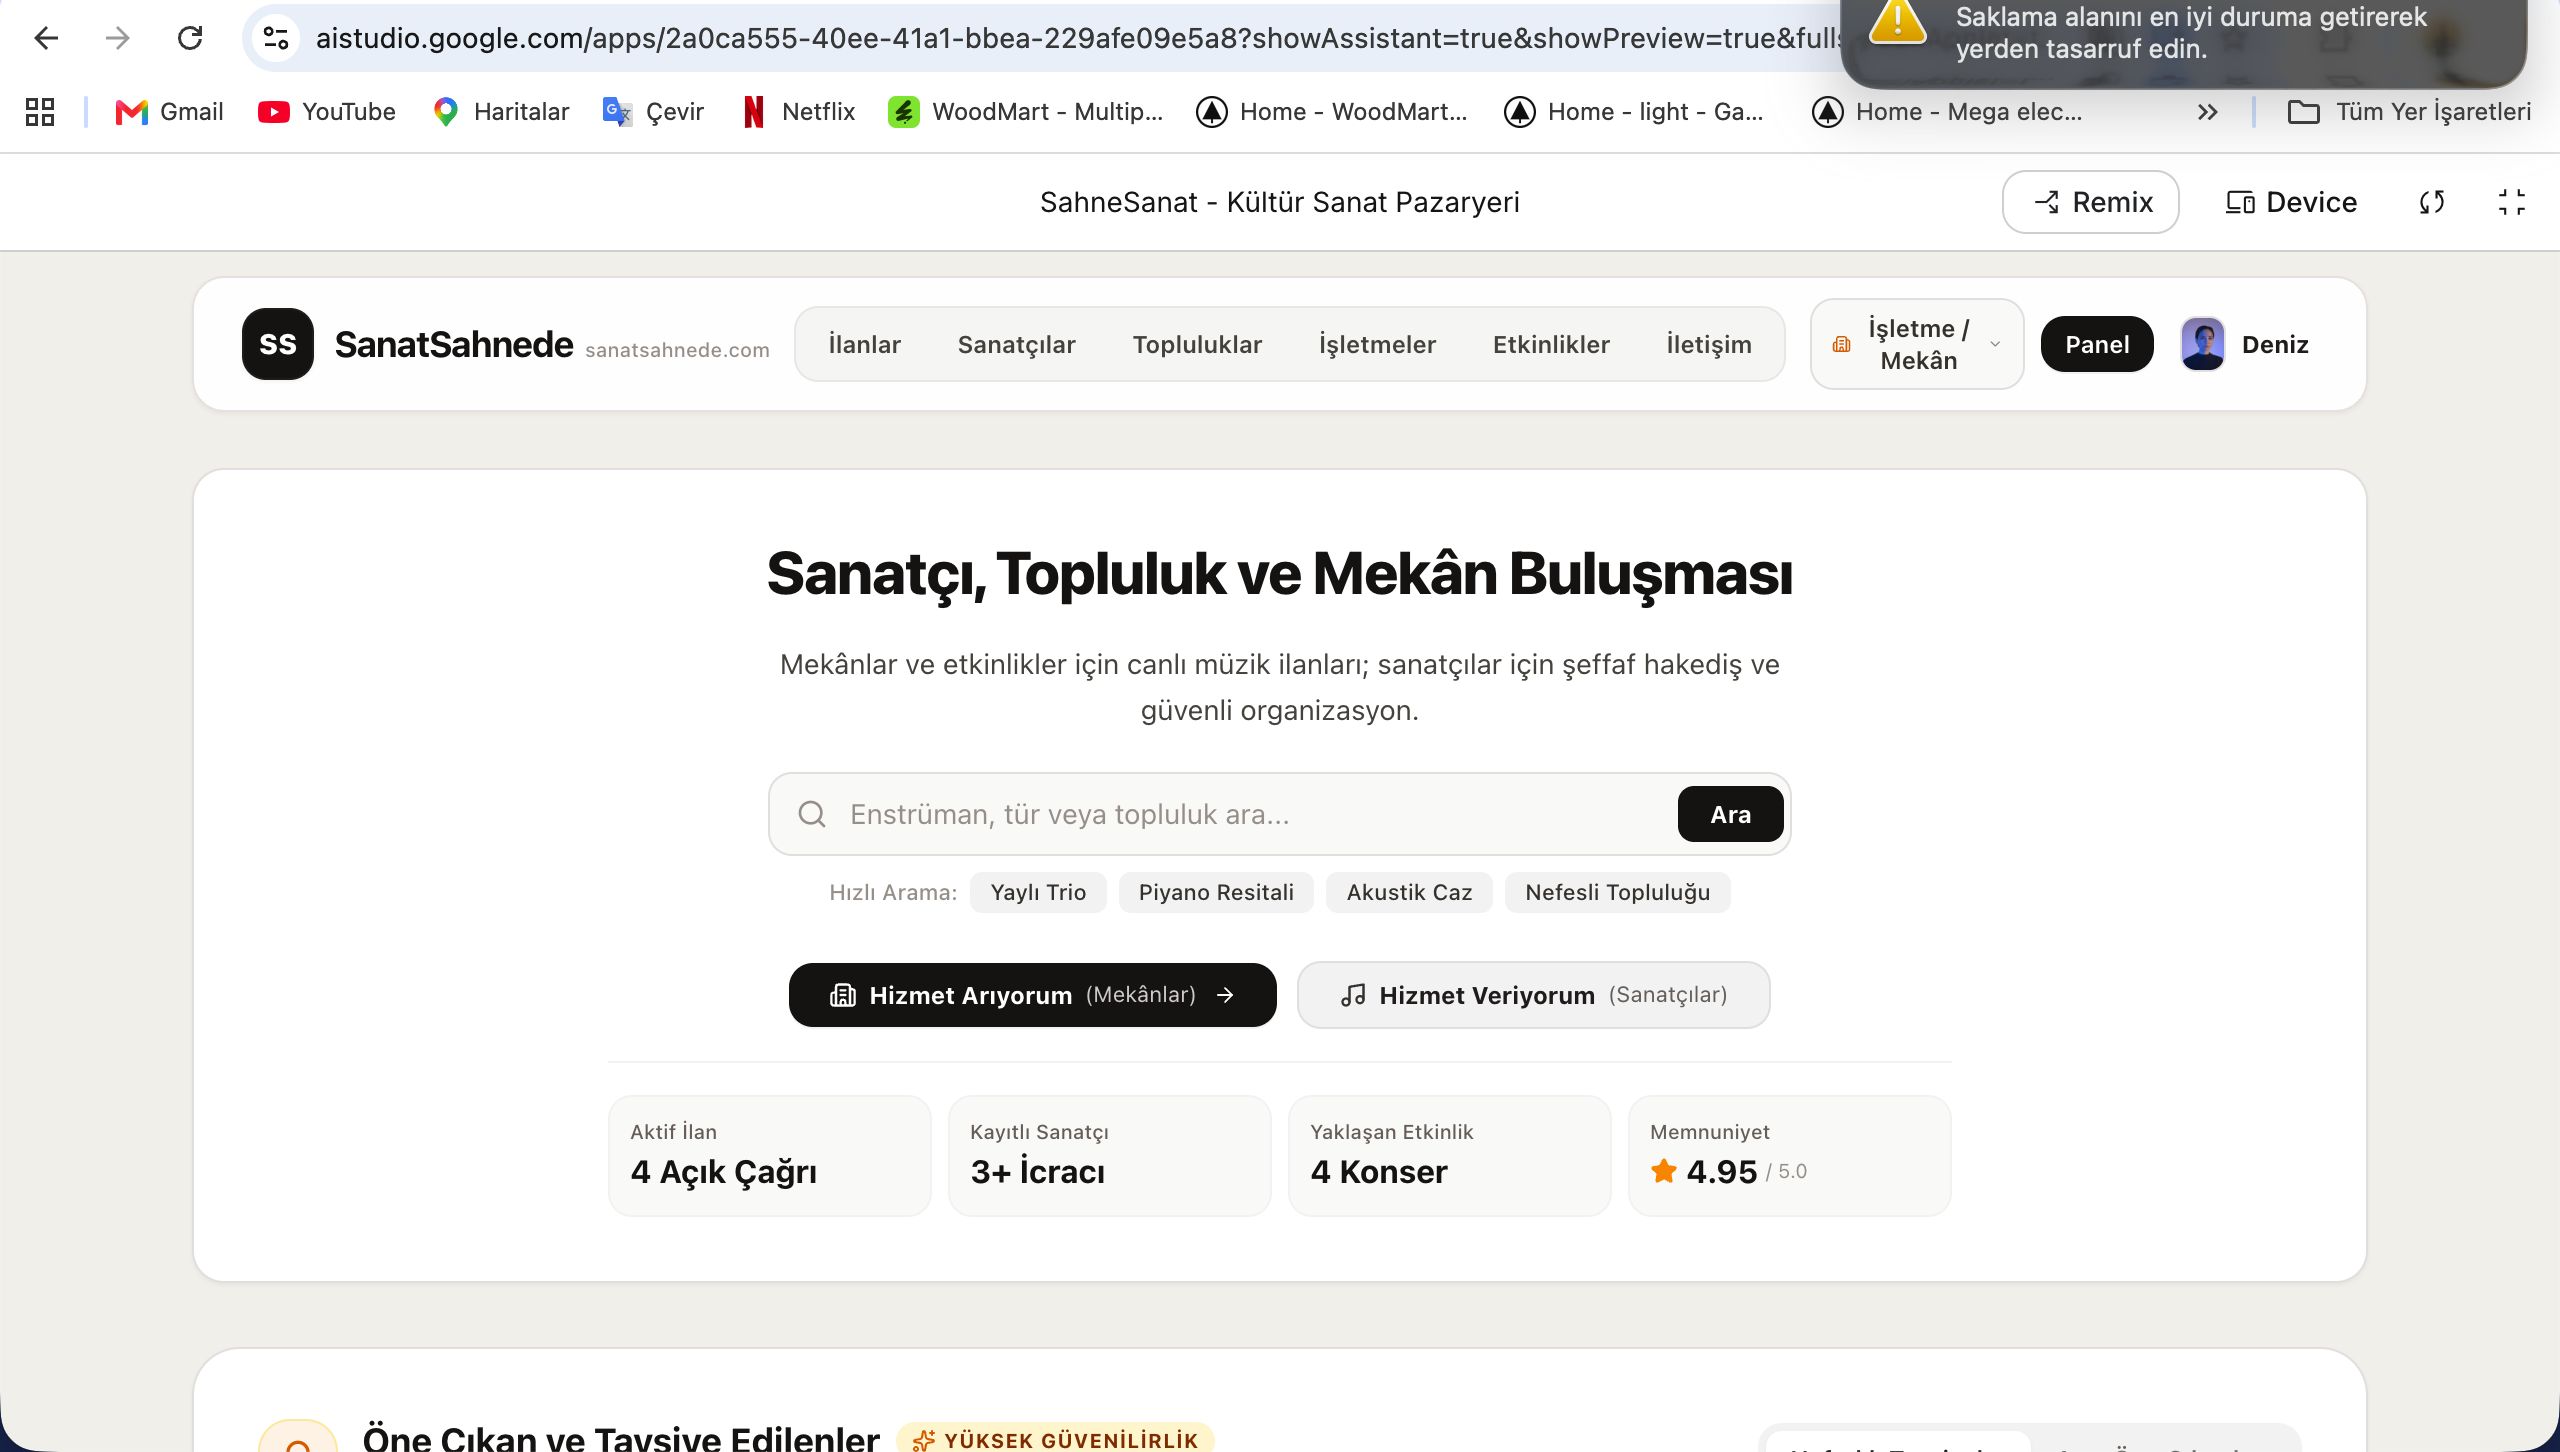 aistudio.google.com/apps/2a0ca555-40ee-41a1-bbea-229afe09e5a8?showAssistant=true&showPreview=true&fulls
Saklama alanını en iyi duruma getirerek
yerden tasarruf edin.
Gmail
YouTube
Haritalar
Çevir
Netflix
WoodMart - Multip...
Home - WoodMart...
Home - light - Ga...
Home - Mega elec...
Tüm Yer İşaretleri
SahneSanat - Kültür Sanat Pazaryeri
Remix
Device
SS
SanatSahnede sanatsahnede.com
İlanlar
Sanatçılar
Topluluklar
İşletmeler
Etkinlikler
İletişim
İşletme /
Mekân
Panel
Deniz
Sanatçı, Topluluk ve Mekân Buluşması
Mekânlar ve etkinlikler için canlı müzik ilanları; sanatçılar için şeffaf hakediş ve
güvenli organizasyon.
Enstrüman, tür veya topluluk ara...
Ara
Hızlı Arama:
Yaylı Trio
Piyano Resitali
Akustik Caz
Nefesli Topluluğu
Hizmet Arıyorum (Mekânlar) →
Hizmet Veriyorum (Sanatçılar)
Aktif İlan
4 Açık Çağrı
Kayıtlı Sanatçı
3+ İcracı
Yaklaşan Etkinlik
4 Konser
Memnuniyet
4.95 / 5.0
Öne Çıkan ve Tavsiye Edilenler
YÜKSEK GÜVENİLİRLİK